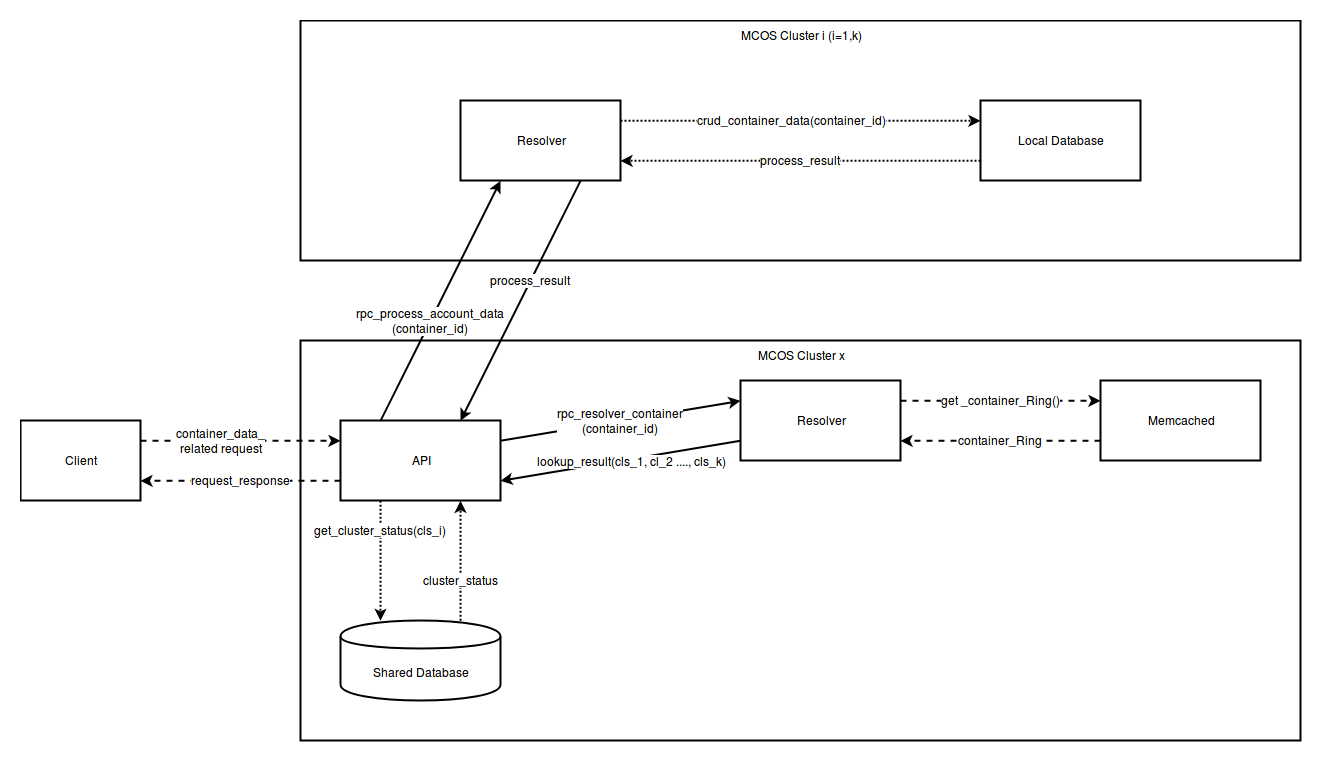 MCOS Cluster i (i=1,k)
Resolver
crud_container_data(container_id)
Local Database
process_result
process_result
rpc_process_account_data
(container_id)
MCOS Cluster x
Client
container_data_
related request
request_response
API
rpc_resolver_container
(container_id)
lookup_result(cls_1, cl_2 ...., cls_k)
Resolver
get _container_Ring()
container_Ring
Memcached
get_cluster_status(cls_i)
cluster_status
Shared Database